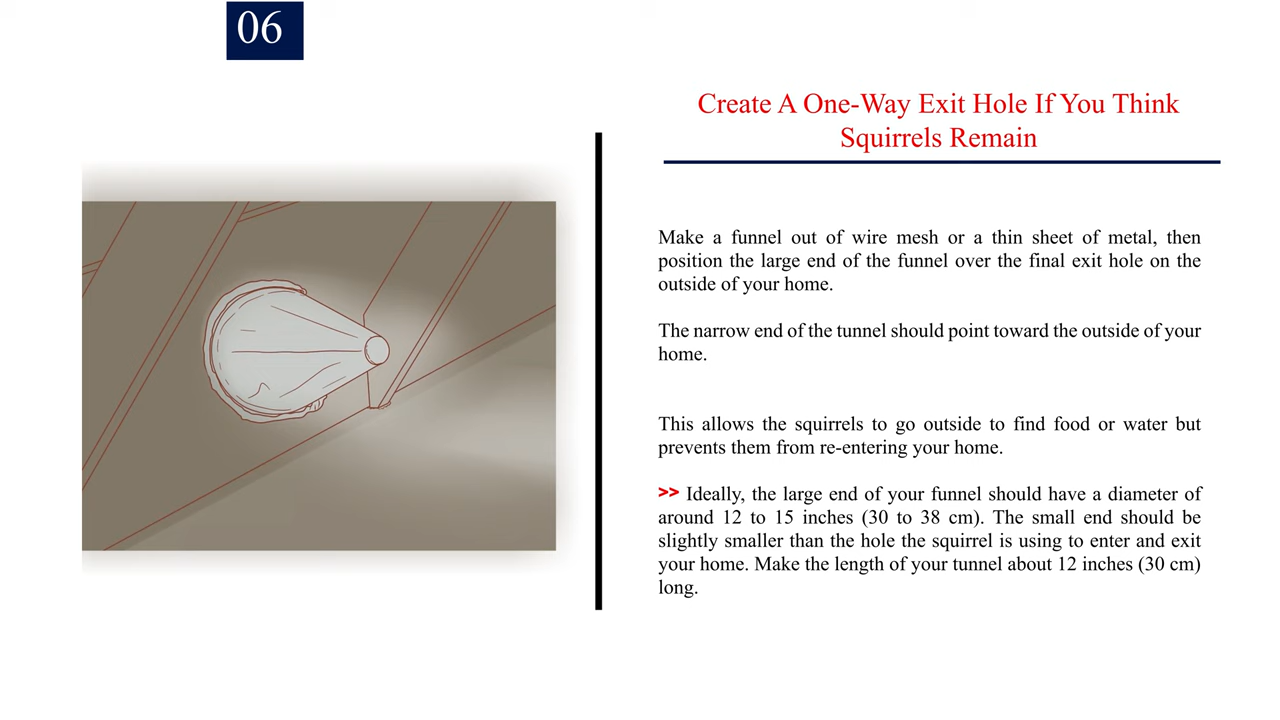 06
Create A One-Way Exit Hole If You Think
Squirrels Remain
Make a funnel out of wire mesh or a thin sheet of metal, then
position the large end of the funnel over the final exit hole on the
outside of your home.
The narrow end of the tunnel should point toward the outside of your
home.
This allows the squirrels to go outside to find food or water but
prevents them from re-entering your home.
>> Ideally, the large end of your funnel should have a diameter of
around 12 to 15 inches (30 to 38 cm). The small end should be
slightly smaller than the hole the squirrel is using to enter and exit
your home. Make the length of your tunnel about 12 inches (30 cm)
long.